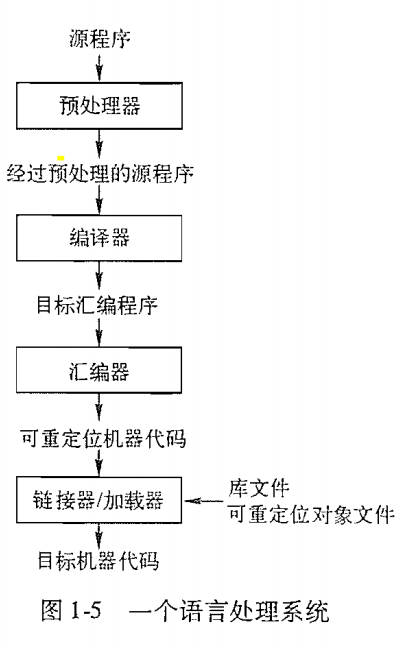 源程序
预处理器
经过预处理的源程序
编译器
目标汇编程序
汇编器
可重定位机器代码
链接器/加载器
库文件
可重定位对象文件
目标机器代码
图 1-5 一个语言处理系统